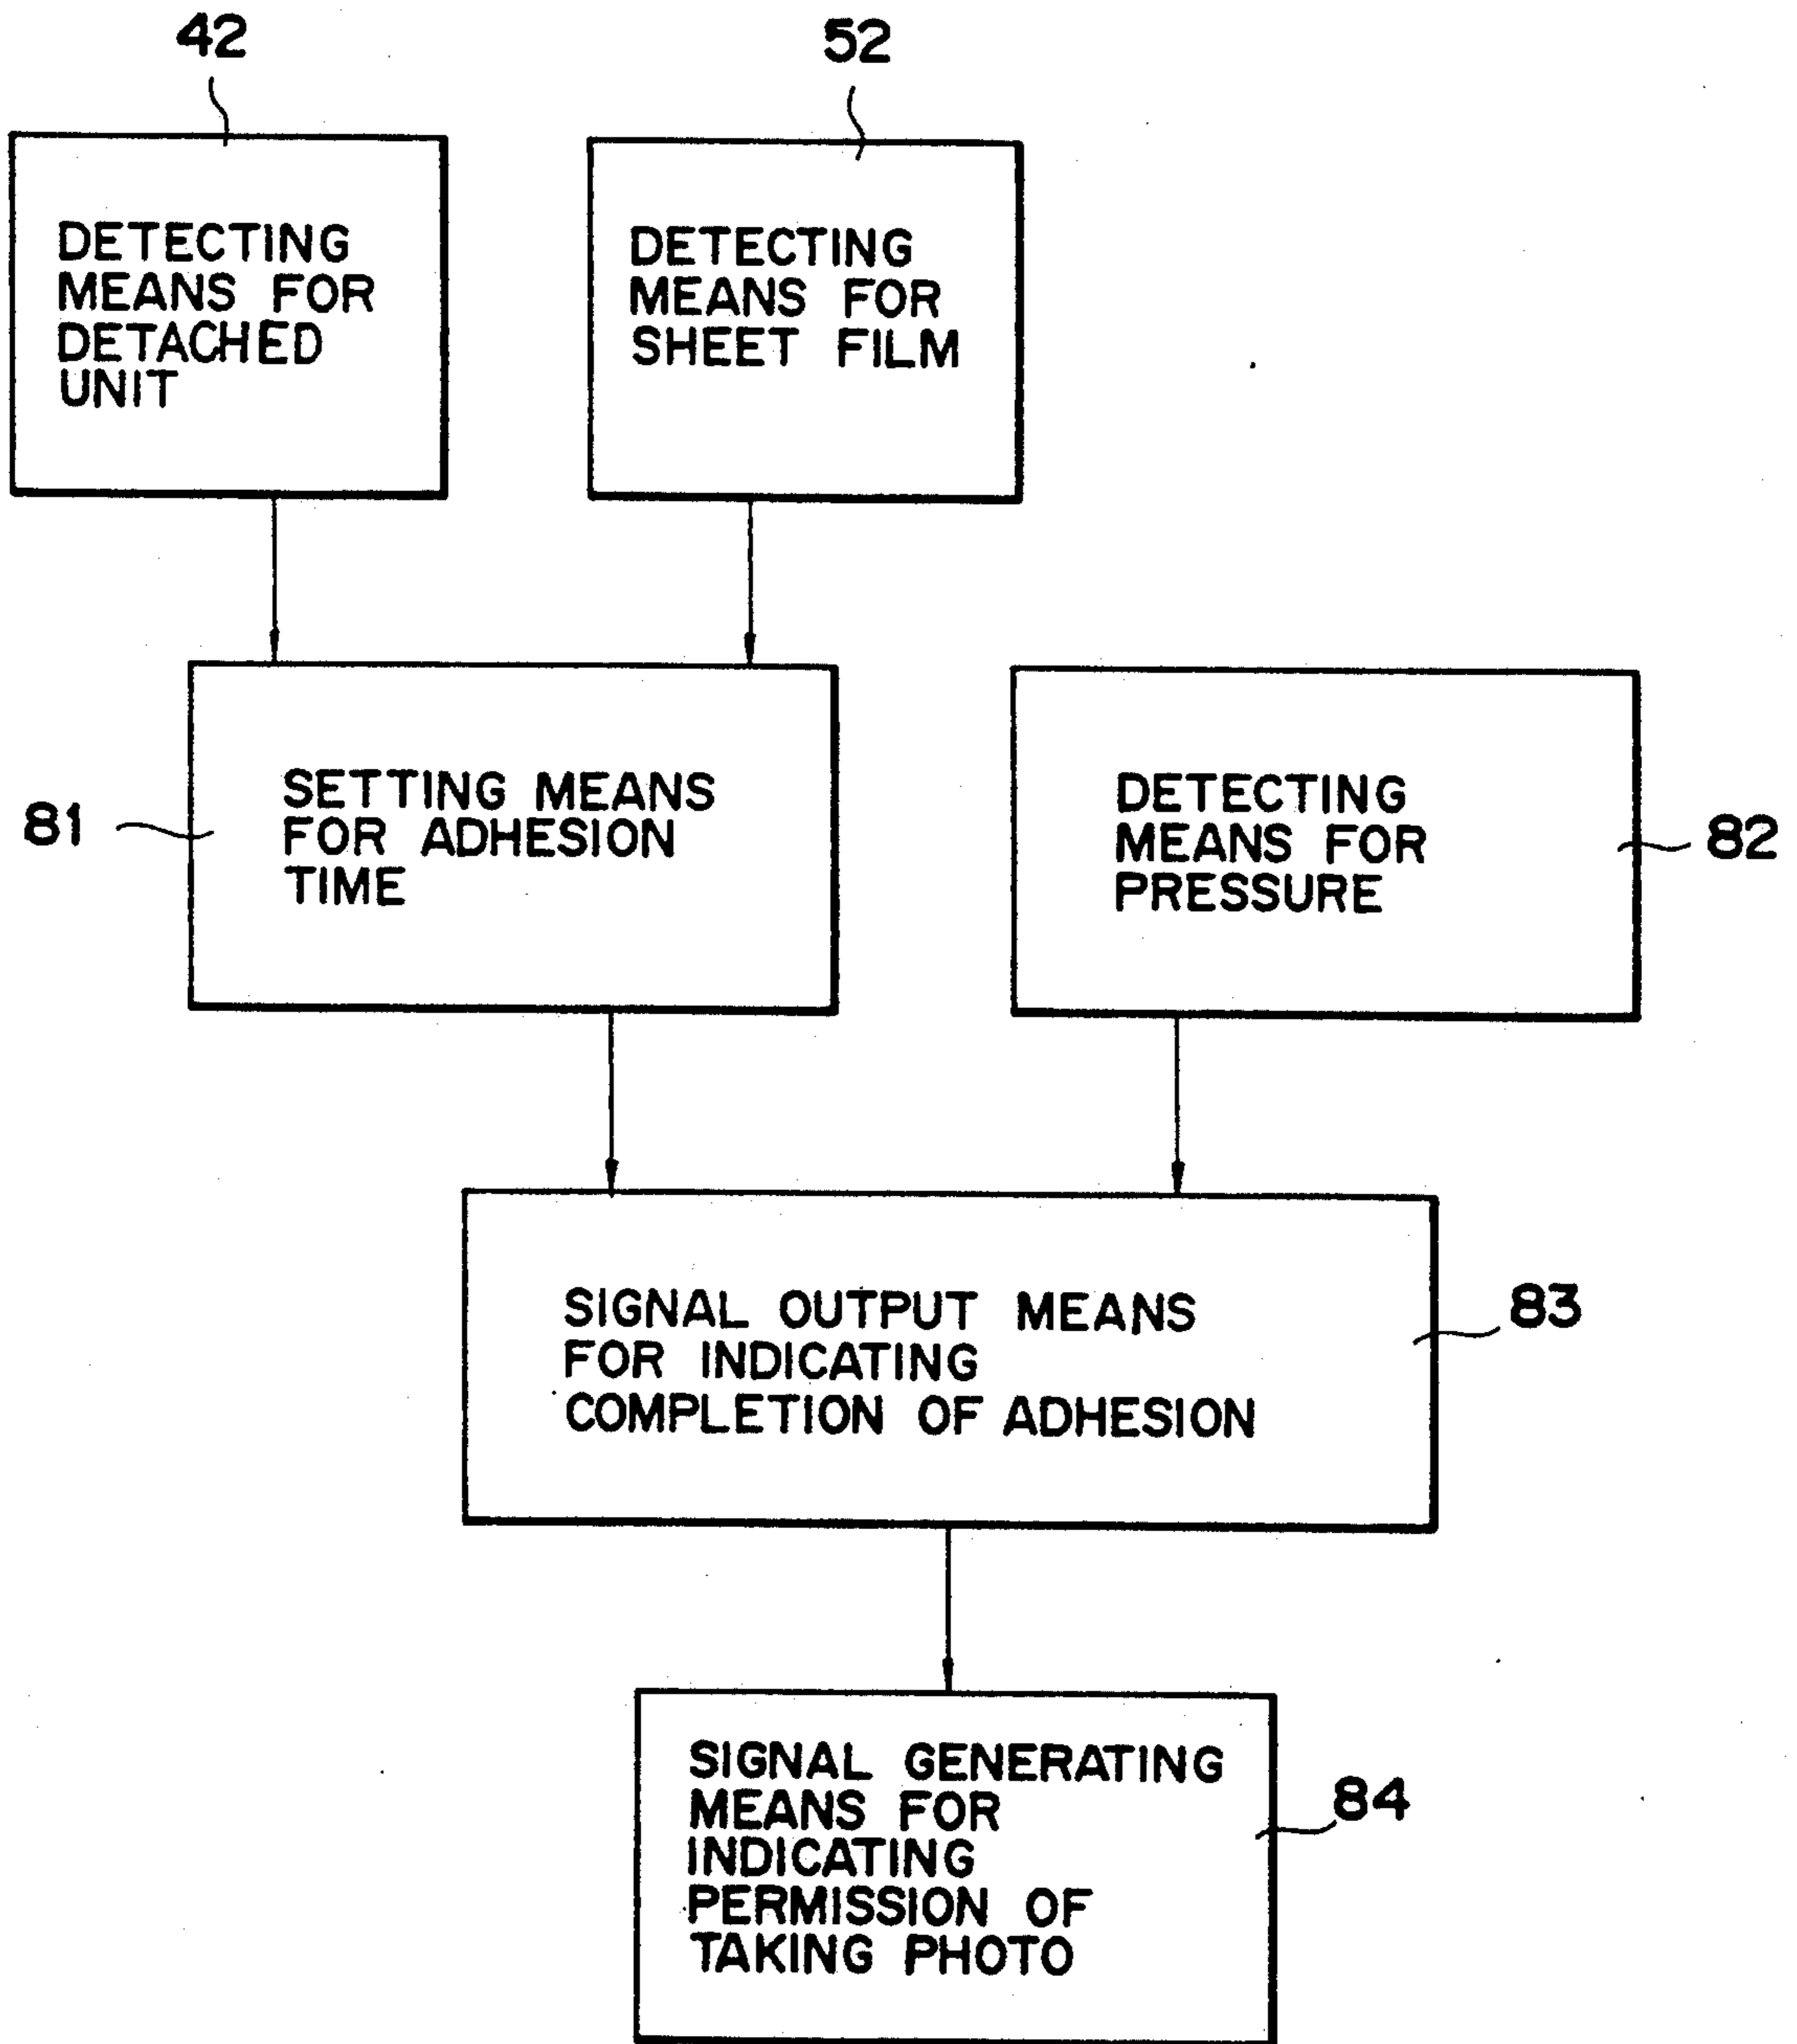 42
52
DETECTING
MEANS FOR
DETACHED
UNIT
DETECTING
MEANS FOR
SHEET FILM
81
SETTING MEANS
FOR ADHESION
TIME
DETECTING
MEANS FOR
PRESSURE
82
SIGNAL OUTPUT MEANS
FOR INDICATING
COMPLETION OF ADHESION
83
SIGNAL GENERATING
MEANS FOR
INDICATING
PERMISSION OF
TAKING PHOTO
84